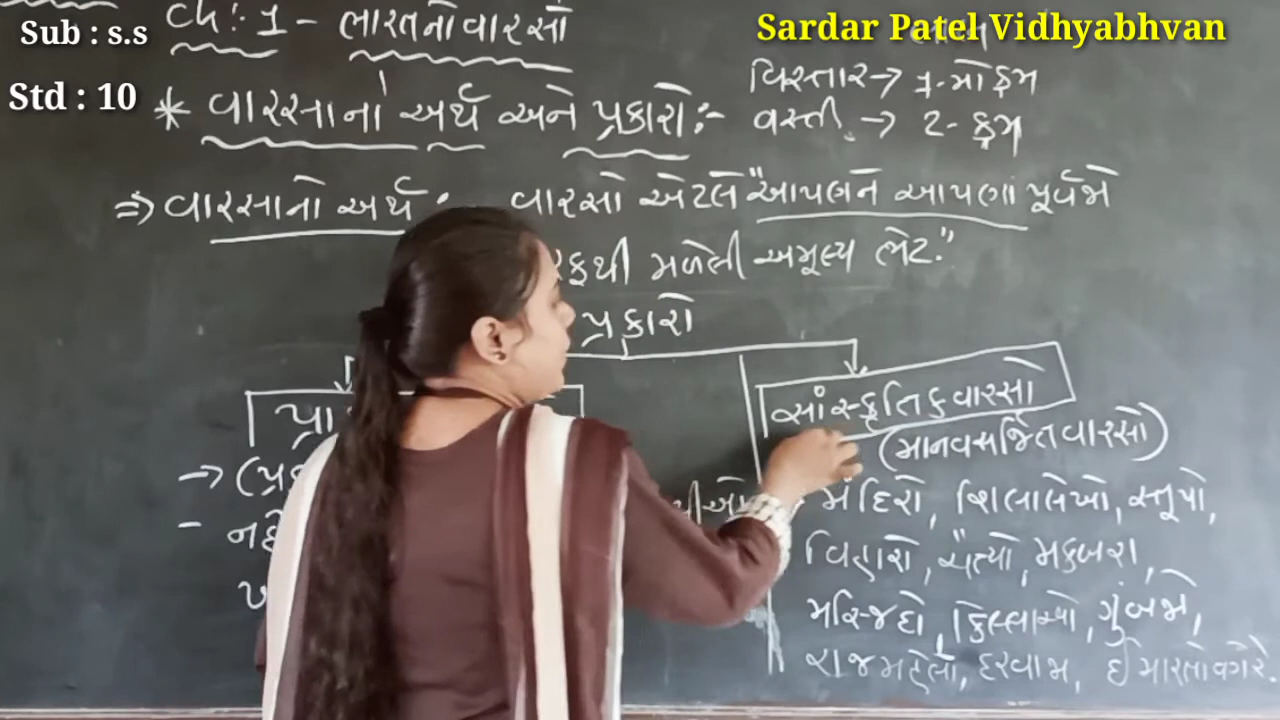 Sub : s.s
Std : 10
Sardar Patel Vidhyabhvan
Ch: 1 - ભારતનો વારસો
વિસ્તાર → 7-મોક્રમ
* વારસાનો અર્થ અને પ્રકારો :-
વસ્તી → 2- ક્રમ
⇒ વારસાનો અર્થ : વારસો એટલે "આપણને આપણા પૂર્વજો
રફથી મળેલી અમૂલ્ય ભેટ."
પ્રકારો
પ્રા
સાંસ્કૃતિક વારસો
(માનવસર્જિત વારસો)
→ (પ્ર
- મંદિરો, શિલાલેખો, સ્તૂપો,
વિહારો, ચૈત્યો, મકબરા,
મસ્જિદો, કિલ્લાઓ, ગુંબજો,
રાજમહેલો, દરવાજા, ઈમારતો વગેરે.